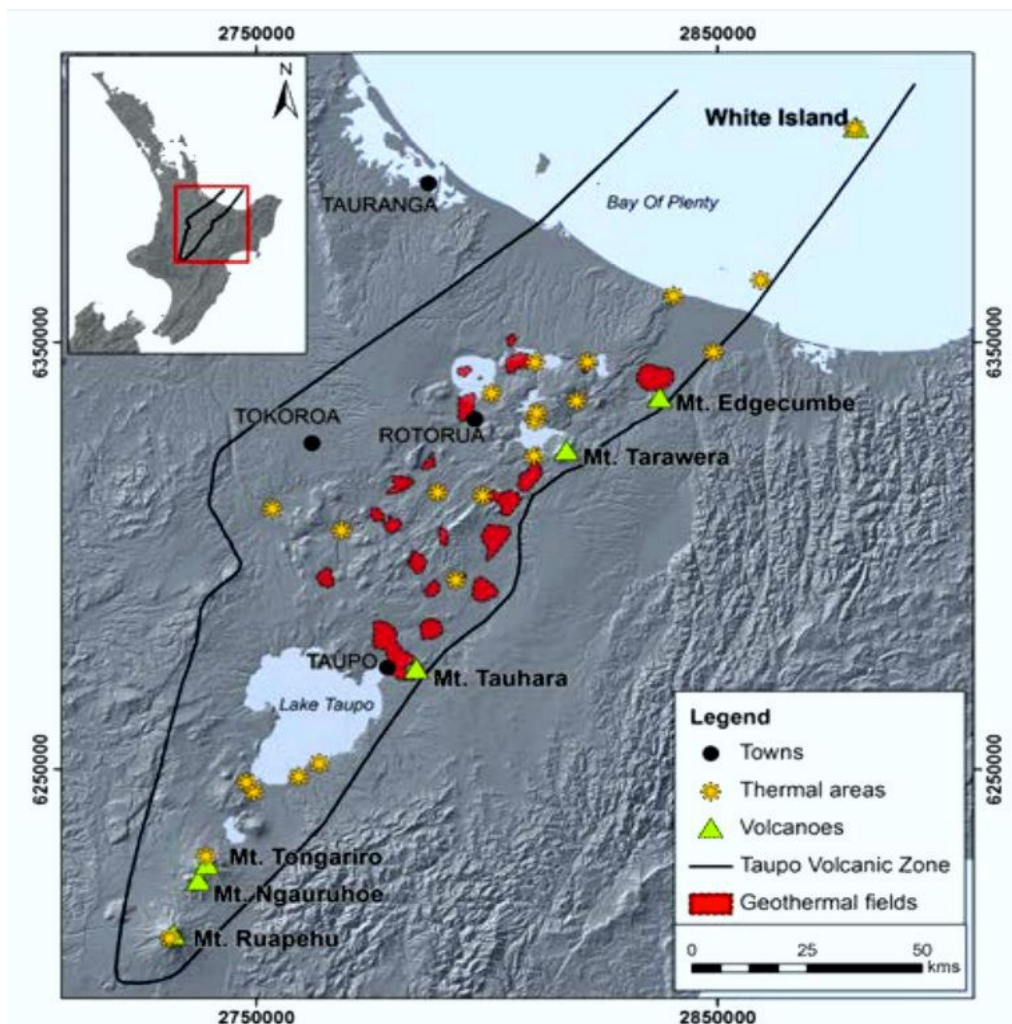 2750000
2850000
N
White Island
TAURANGA
Bay Of Plenty
6350000
6350000
TOKOROA
ROTORUA
Mt. Edgecumbe
Mt. Tarawera
TAUPO
Mt. Tauhara
Lake Taupo
Legend
Towns
6250000
6250000
Thermal areas
Volcanoes
Mt. Tongariro
Taupo Volcanic Zone
Mt. Ngauruhoe
Geothermal fields
Mt. Ruapehu
0 25 50
kms
2750000
2850000